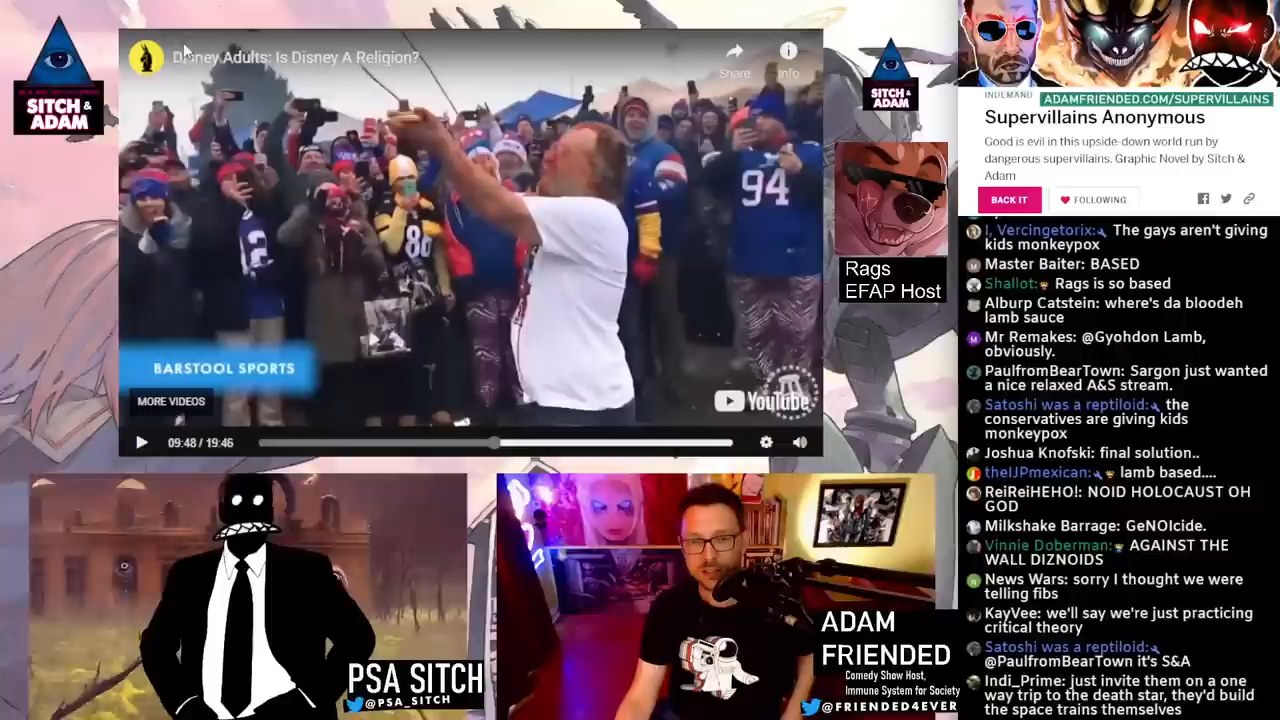 Disney Adults: Is Disney A Religion?
Share
Info
SITCH &
ADAM
SITCH
& ADAM
12
86
94
BARSTOOL SPORTS
MORE VIDEOS
YouTube
09:48 / 19:46
Rags
EFAP Host
PSA SITCH
@PSA_SITCH
ADAM
FRIENDED
Comedy Show Host,
Immune System for Society
@FRIENDED4EVER
INDEMAND
ADAMFRIENDED.COM/SUPERVILLAINS
Supervillains Anonymous
Good is evil in this upside-down world run by
dangerous supervillains. Graphic Novel by Sitch &
Adam
BACK IT
FOLLOWING
I, Vercingetorix: The gays aren't giving
kids monkeypox
Master Baiter: BASED
Shallot: Rags is so based
Alburp Catstein: where's da bloodeh
lamb sauce
Mr Remakes: @Gyohdon Lamb,
obviously.
PaulfromBearTown: Sargon just wanted
a nice relaxed A&S stream.
Satoshi was a reptiloid: the
conservatives are giving kids
monkeypox
Joshua Knofski: final solution..
theIJPmexican: lamb based....
ReiReiHEHO!: NOID HOLOCAUST OH
GOD
Milkshake Barrage: GeNOIcide.
Vinnie Doberman: AGAINST THE
WALL DIZNOIDS
News Wars: sorry I thought we were
telling fibs
KayVee: we'll say we're just practicing
critical theory
Satoshi was a reptiloid:
@PaulfromBearTown it's S&A
Indi_Prime: just invite them on a one
way trip to the death star, they'd build
the space trains themselves